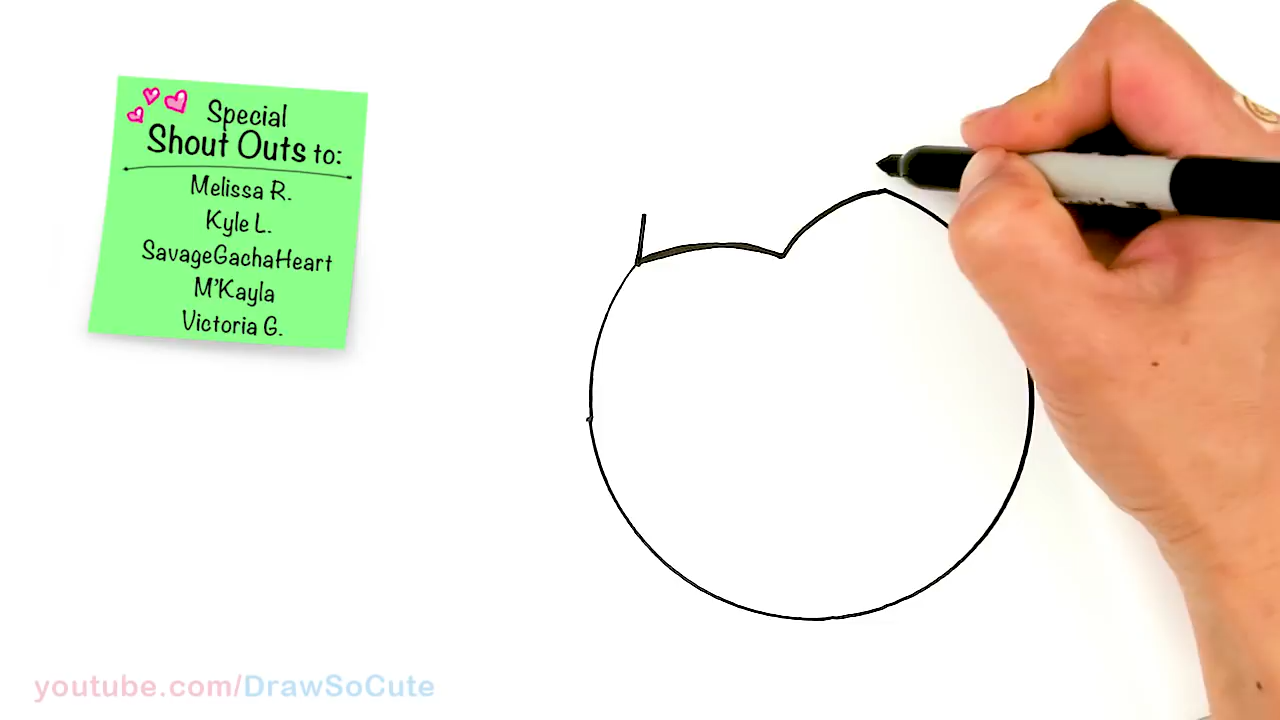 Special
Shout Outs to:
Melissa R.
Kyle L.
SavageGachaHeart
M'Kayla
Victoria G.
youtube.com/DrawSoCute